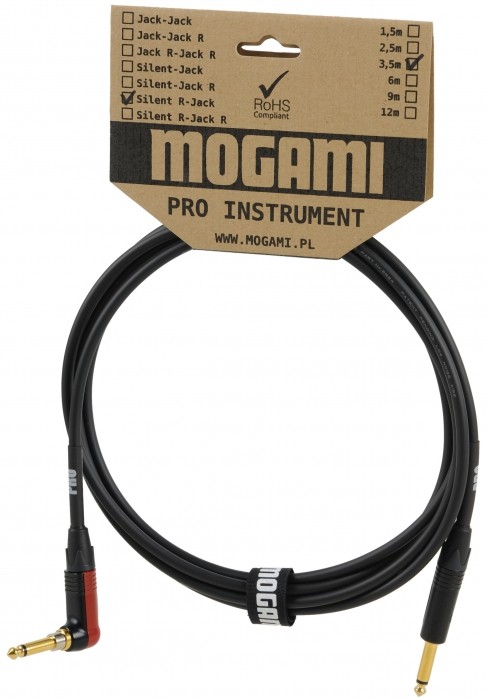 Jack-Jack
Jack-Jack R
Jack R-Jack R
Silent-Jack
Silent-Jack R
Silent R-Jack
Silent R-Jack R
1,5m
2,5m
3,5m
6m
9m
12m
RoHS
Compliant
MOGAMI
PRO INSTRUMENT
WWW.MOGAMI.PL
PRO
PRO
MOGAMI